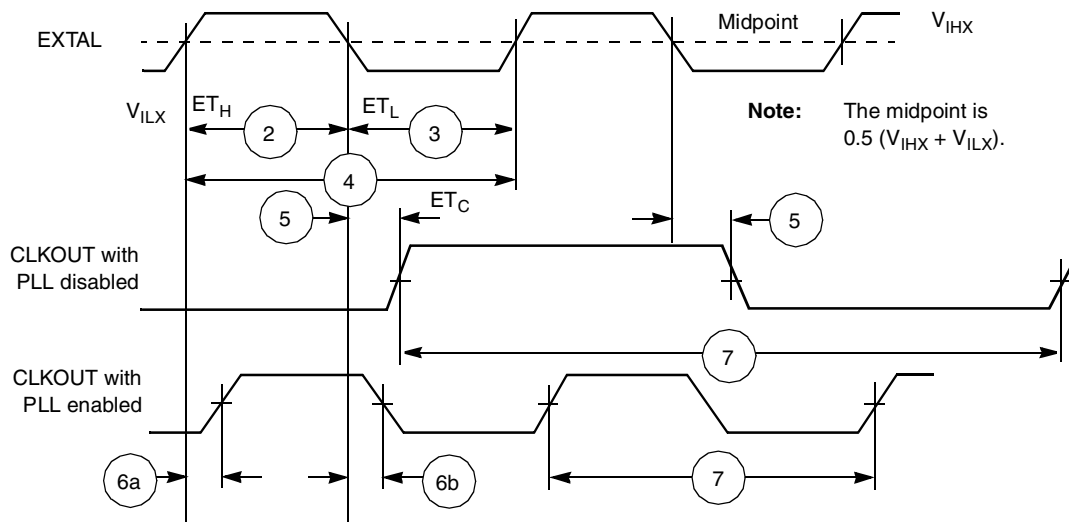 EXTAL
Midpoint
V_IHX
V_ILX
ET_H
2
ET_L
3
Note: The midpoint is
0.5 (V_IHX + V_ILX).
4
5
ET_C
5
CLKOUT with
PLL disabled
7
CLKOUT with
PLL enabled
6a
6b
7